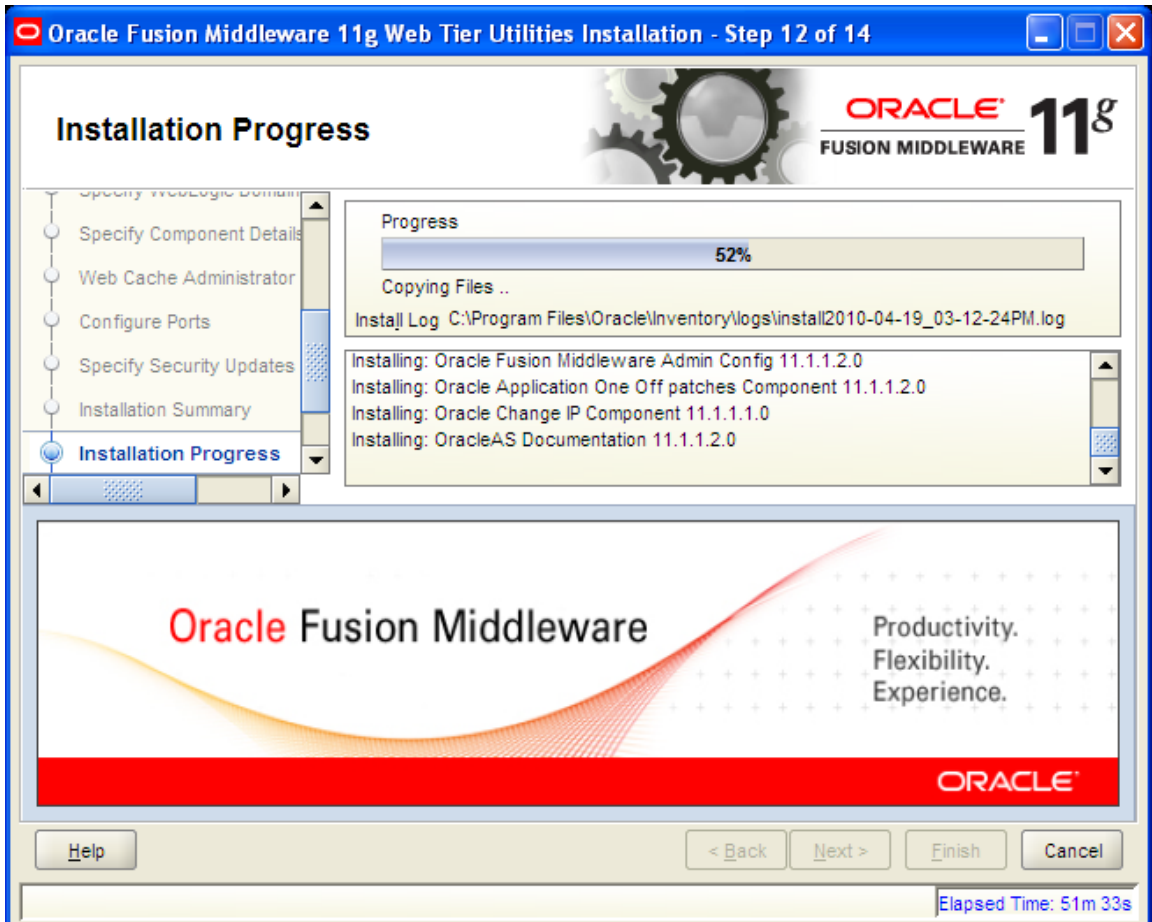 Oracle Fusion Middleware 11g Web Tier Utilities Installation - Step 12 of 14
Installation Progress
ORACLE
FUSION MIDDLEWARE
11g
Specify WebLogic Domain
Specify Component Details
Web Cache Administrator
Configure Ports
Specify Security Updates
Installation Summary
Installation Progress
Progress
52%
Copying Files ..
Install Log C:\Program Files\Oracle\Inventory\logs\install2010-04-19_03-12-24PM.log
Installing: Oracle Fusion Middleware Admin Config 11.1.1.2.0
Installing: Oracle Application One Off patches Component 11.1.1.2.0
Installing: Oracle Change IP Component 11.1.1.1.0
Installing: OracleAS Documentation 11.1.1.2.0
Oracle Fusion Middleware
Productivity.
Flexibility.
Experience.
ORACLE
Help
< Back
Next >
Finish
Cancel
Elapsed Time: 51m 33s